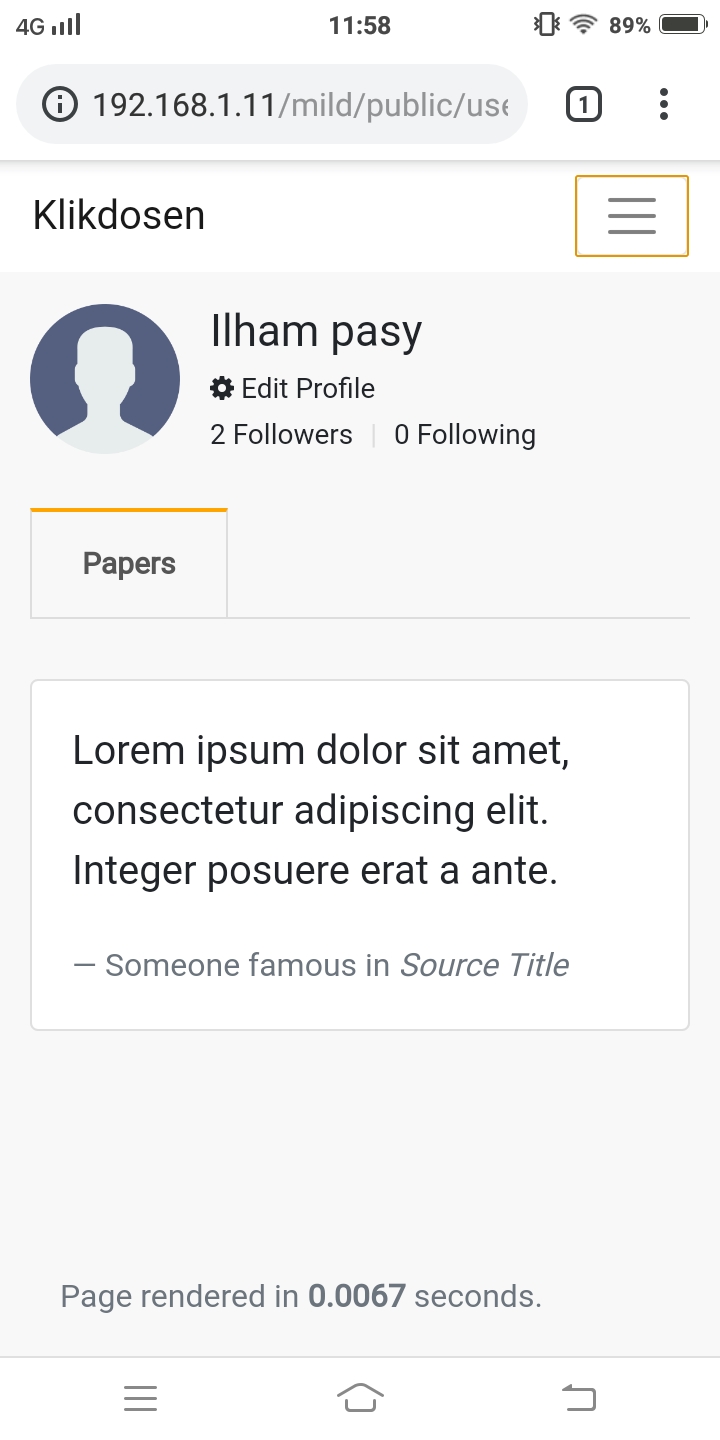 4G 11:58 89%
192.168.1.11/mild/public/use
1
Klikdosen
Ilham pasy
Edit Profile
2 Followers | 0 Following
Papers
Lorem ipsum dolor sit amet,
consectetur adipiscing elit.
Integer posuere erat a ante.
— Someone famous in Source Title
Page rendered in 0.0067 seconds.